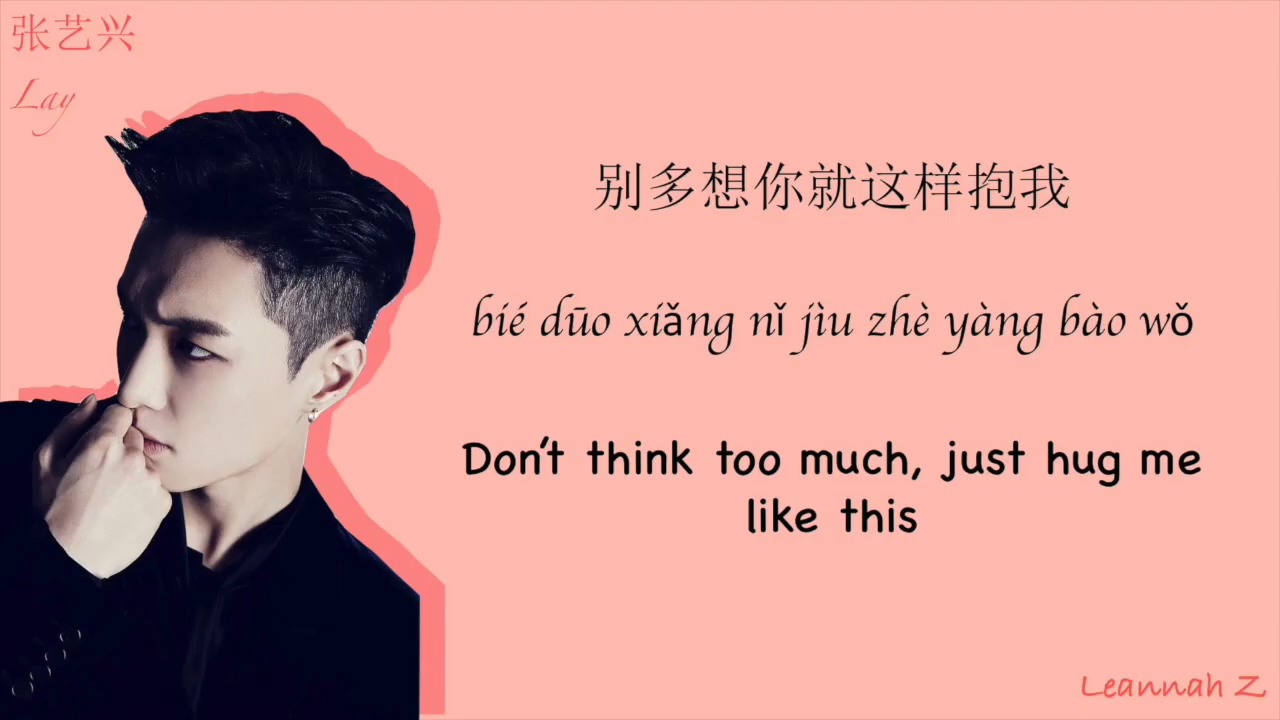 张艺兴
Lay
别多想你就这样抱我
bié dūo xiǎng nǐ jìu zhè yàng bào wǒ
Don't think too much, just hug me
like this
Leannah Z